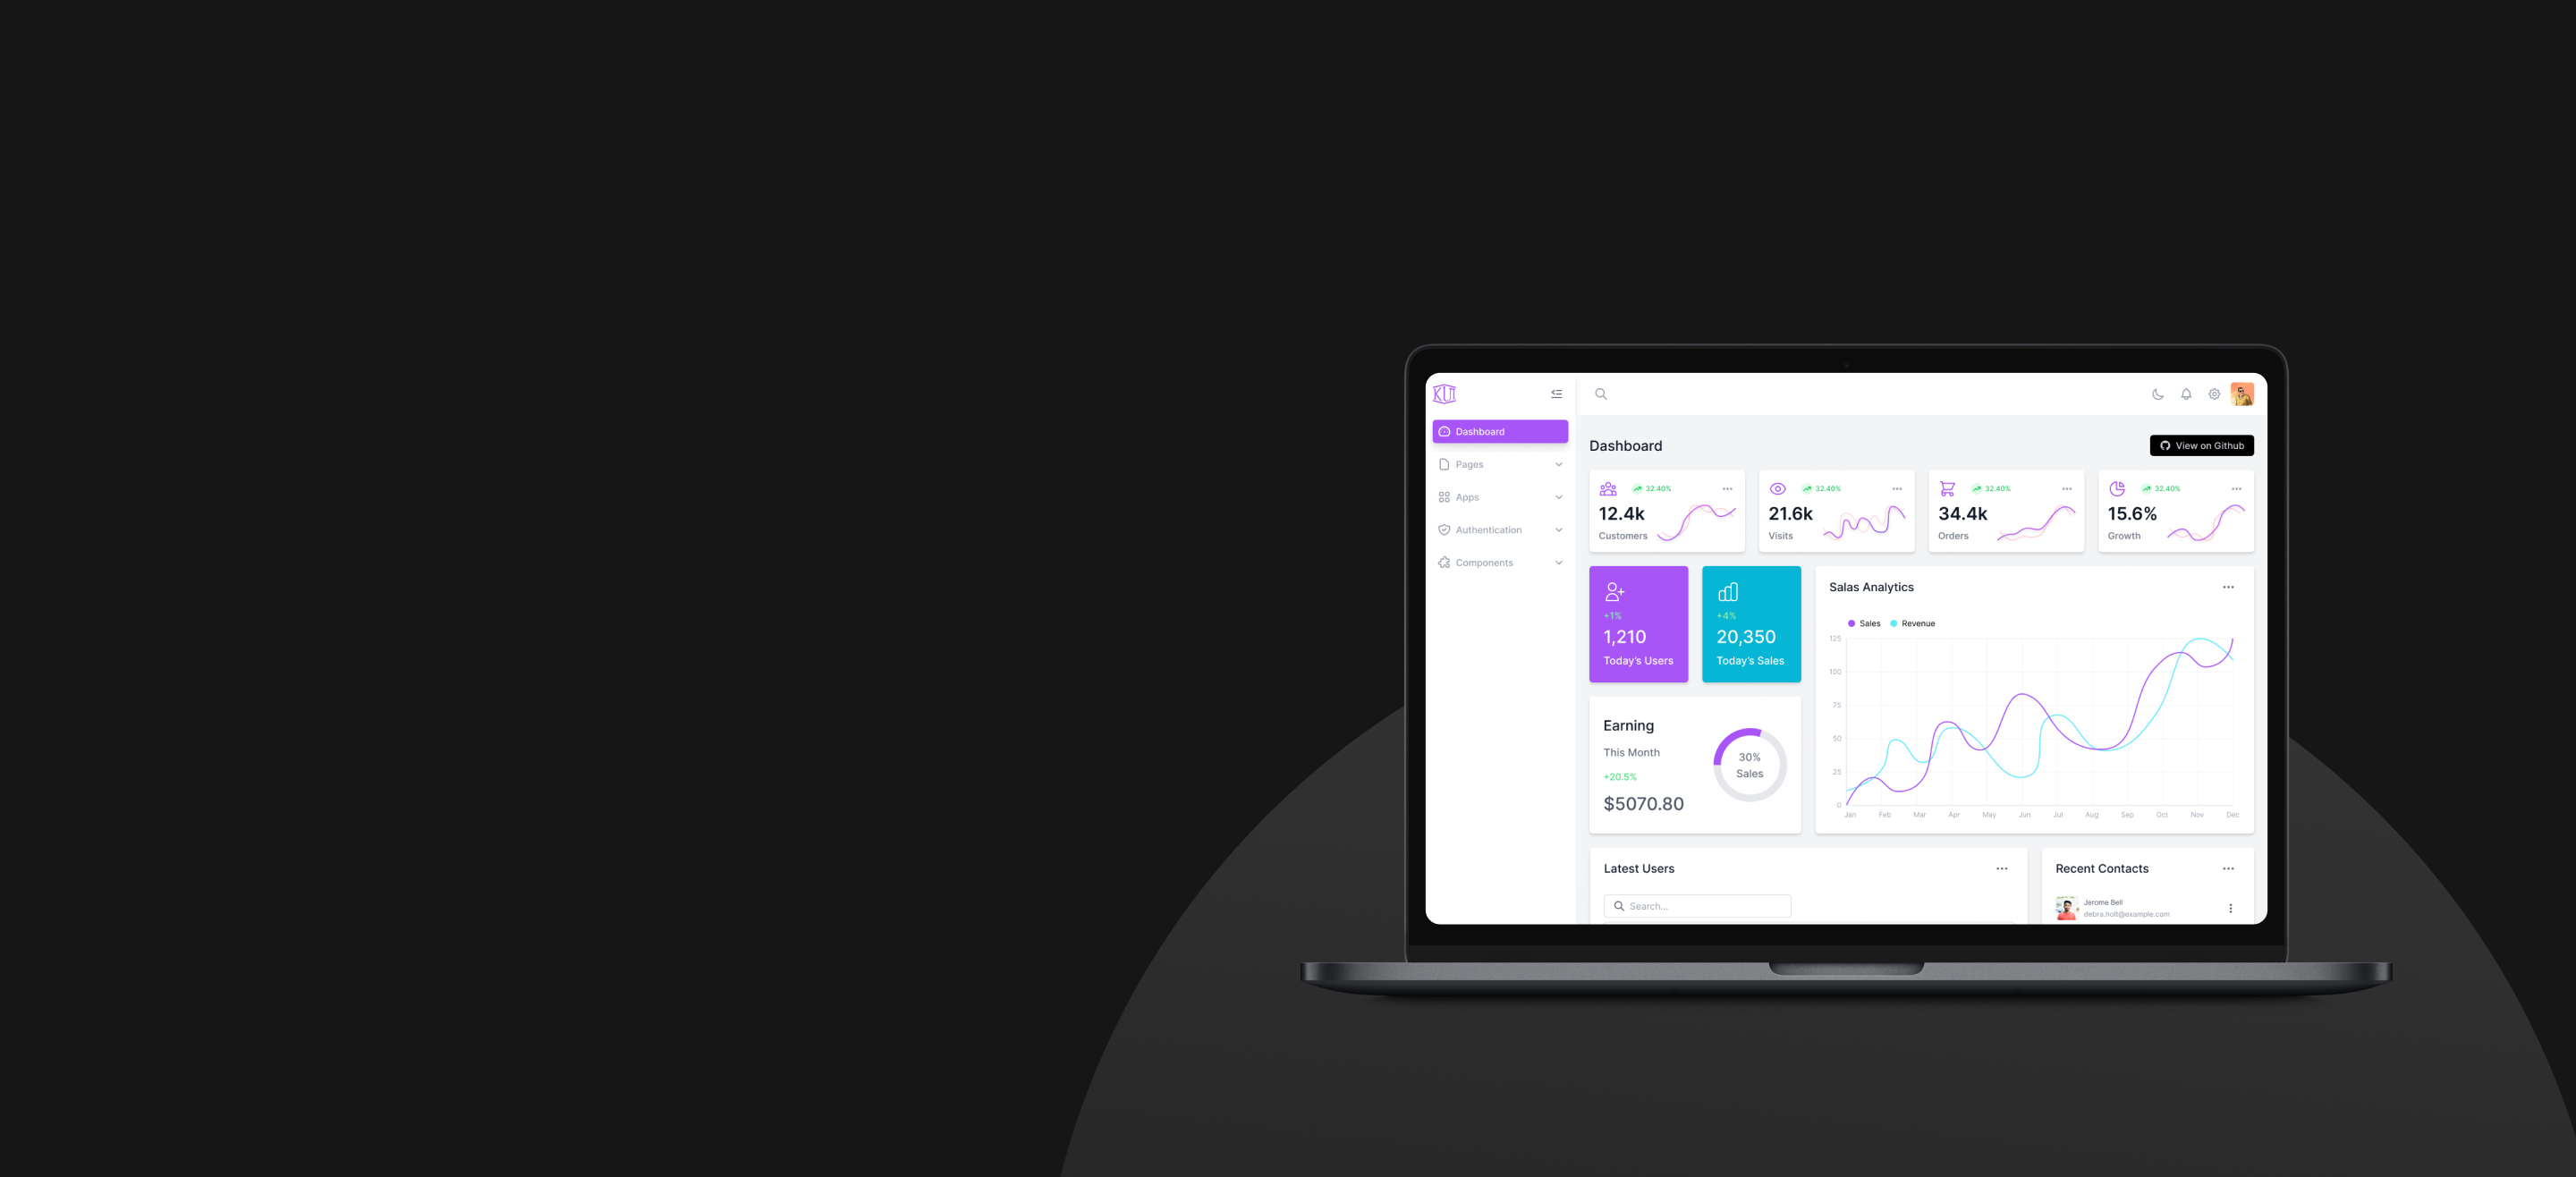 KUI
Dashboard
Pages
Apps
Authentication
Components
Dashboard
View on Github
32.40%
12.4k
Customers
32.40%
21.6k
Visits
32.40%
34.4k
Orders
32.40%
15.6%
Growth
+1%
1,210
Today's Users
+4%
20,350
Today's Sales
Earning
This Month
+20.5%
$5070.80
30%
Sales
Salas Analytics
Sales Revenue
125
100
75
50
25
0
Jan Feb Mar Apr May Jun Jul Aug Sep Oct Nov Dec
Latest Users
Search...
Recent Contacts
Jerome Bell
debra.holt@example.com